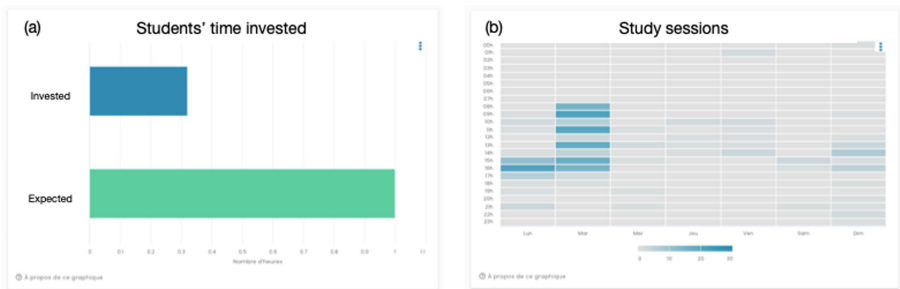 (a)
Students' time invested
Invested
Expected
0 0.1 0.2 0.3 0.4 0.5 0.6 0.7 0.8 0.9 1 1.1
Nombre d'heures
À propos de ce graphique
(b)
Study sessions
00h
01h
02h
03h
04h
05h
06h
07h
08h
09h
10h
11h
12h
13h
14h
15h
16h
17h
18h
19h
20h
21h
22h
23h
Lun Mar Mer Jeu Ven Sam Dim
0 10 20 30
À propos de ce graphique